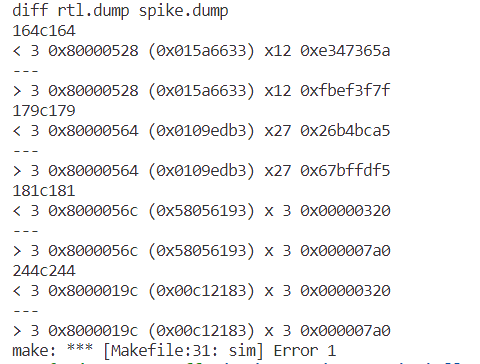 diff rtl.dump spike.dump
164c164
< 3 0x80000528 (0x015a6633) x12 0xe347365a
---
> 3 0x80000528 (0x015a6633) x12 0xfbef3f7f
179c179
< 3 0x80000564 (0x0109edb3) x27 0x26b4bca5
---
> 3 0x80000564 (0x0109edb3) x27 0x67bffdf5
181c181
< 3 0x8000056c (0x58056193) x 3 0x00000320
---
> 3 0x8000056c (0x58056193) x 3 0x000007a0
244c244
< 3 0x8000019c (0x00c12183) x 3 0x00000320
---
> 3 0x8000019c (0x00c12183) x 3 0x000007a0
make: *** [Makefile:31: sim] Error 1